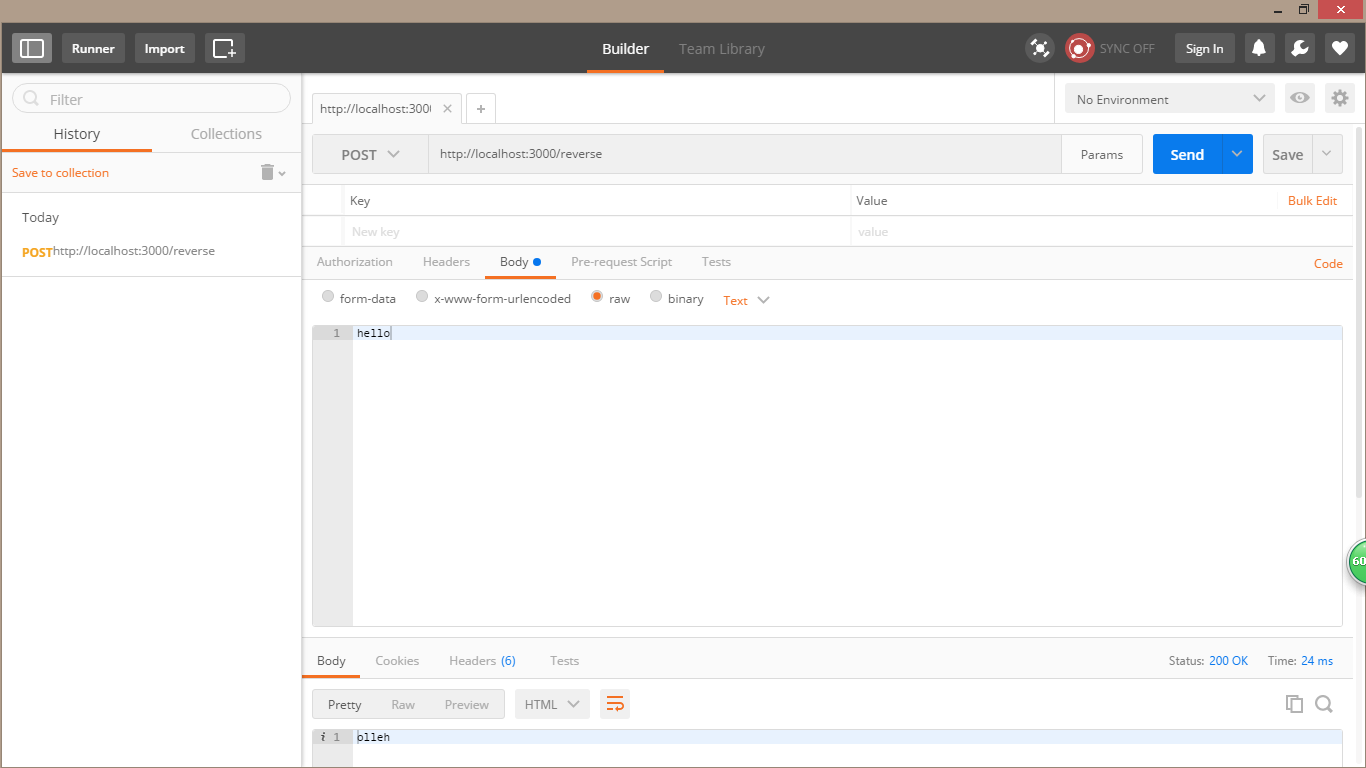 Runner
Import
Builder
Team Library
SYNC OFF
Sign In
Filter
History
Collections
Save to collection
Today
POST http://localhost:3000/reverse
http://localhost:300
No Environment
POST
http://localhost:3000/reverse
Params
Send
Save
Key
Value
Bulk Edit
New key
value
Authorization
Headers
Body
Pre-request Script
Tests
Code
form-data
x-www-form-urlencoded
raw
binary
Text
1
hello
60
Body
Cookies
Headers (6)
Tests
Status: 200 OK
Time: 24 ms
Pretty
Raw
Preview
HTML
i 1
olleh